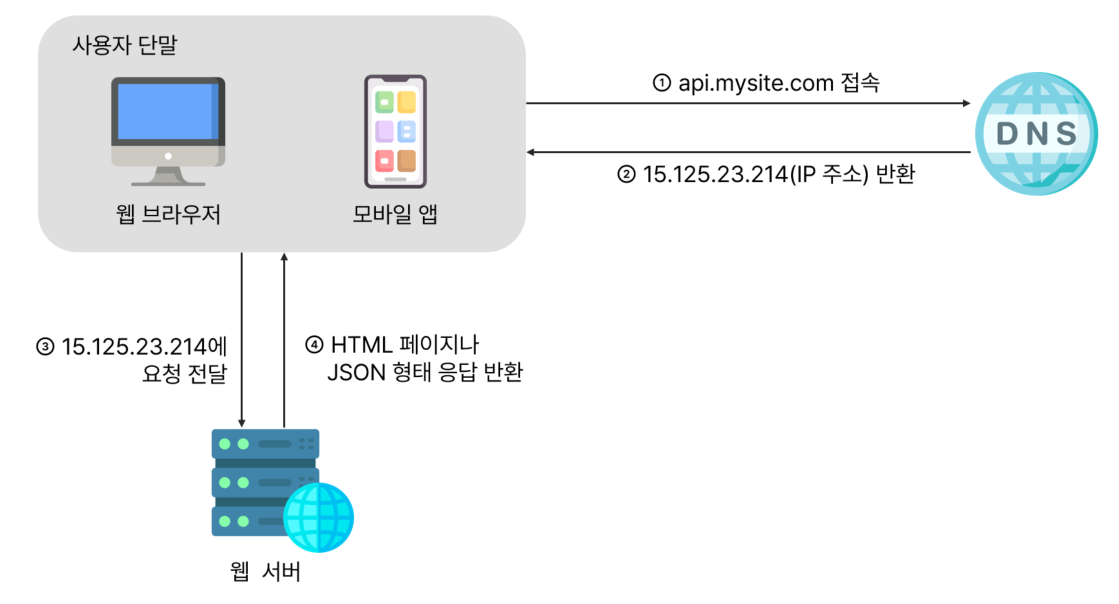 사용자 단말
웹 브라우저
모바일 앱
① api.mysite.com 접속
DNS
② 15.125.23.214(IP 주소) 반환
③ 15.125.23.214에
요청 전달
④ HTML 페이지나
JSON 형태 응답 반환
웹 서버